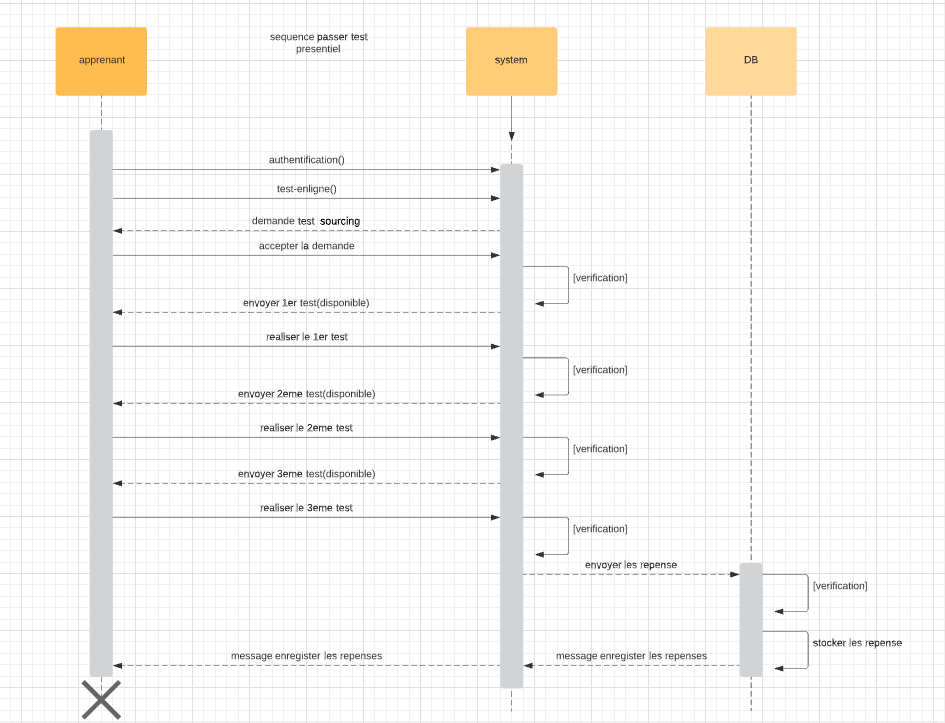 sequence passer test
presentiel
apprenant
system
DB
authentification()
test-enligne()
demande test sourcing
accepter la demande
[verification]
envoyer 1er test(disponible)
realiser le 1er test
[verification]
envoyer 2eme test(disponible)
realiser le 2eme test
[verification]
envoyer 3eme test(disponible)
realiser le 3eme test
[verification]
envoyer les repense
[verification]
stocker les repense
message enregister les repenses
message enregister les repenses